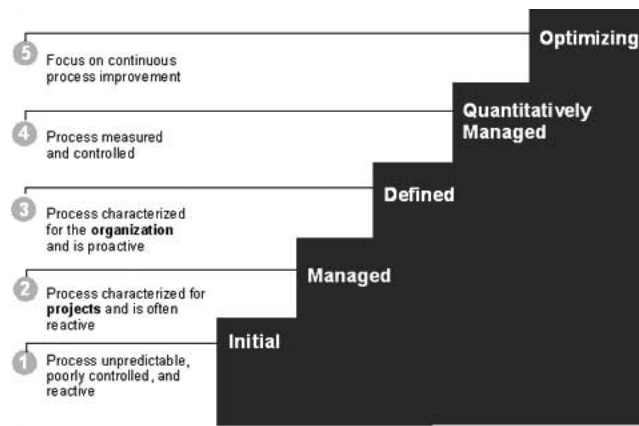 Optimizing
5
Focus on continuous
process improvement
Quantitatively
Managed
4
Process measured
and controlled
Defined
3
Process characterized
for the organization
and is proactive
Managed
2
Process characterized for
projects and is often
reactive
Initial
1
Process unpredictable,
poorly controlled, and
reactive